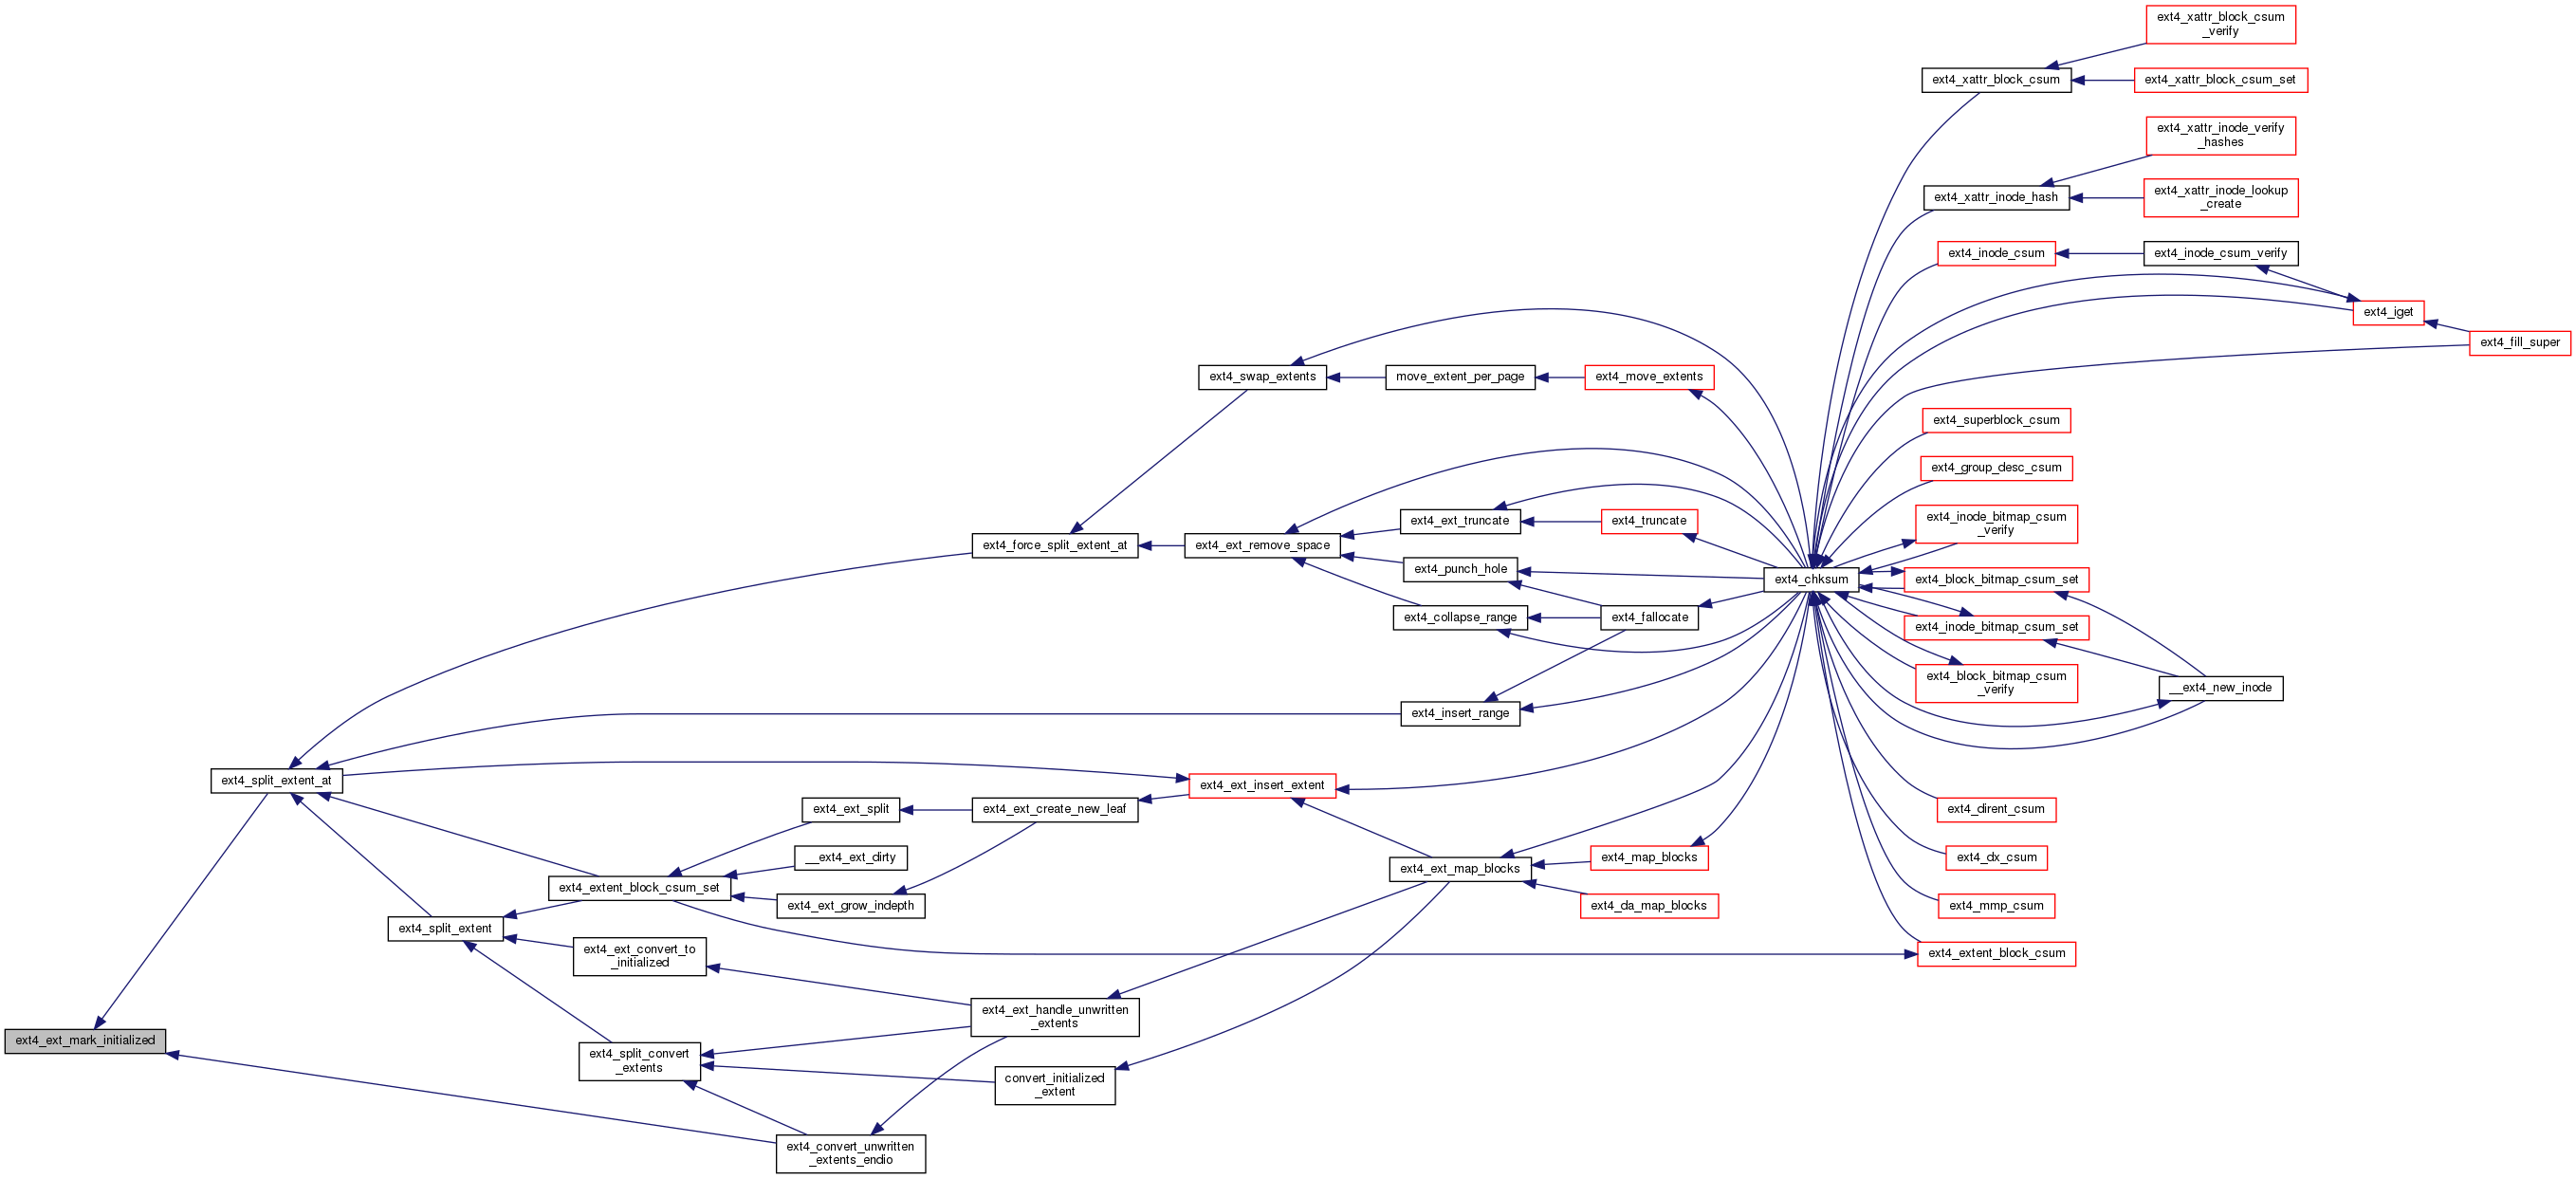 ext4_xattr_block_csum
_verify
ext4_xattr_block_csum
ext4_xattr_block_csum_set
ext4_xattr_inode_verify
_hashes
ext4_xattr_inode_hash
ext4_xattr_inode_lookup
_create
ext4_inode_csum
ext4_inode_csum_verify
ext4_iget
ext4_fill_super
ext4_swap_extents
move_extent_per_page
ext4_move_extents
ext4_superblock_csum
ext4_group_desc_csum
ext4_inode_bitmap_csum
_verify
ext4_ext_truncate
ext4_truncate
ext4_force_split_extent_at
ext4_ext_remove_space
ext4_punch_hole
ext4_chksum
ext4_block_bitmap_csum_set
ext4_collapse_range
ext4_fallocate
ext4_inode_bitmap_csum_set
ext4_block_bitmap_csum
_verify
__ext4_new_inode
ext4_insert_range
ext4_split_extent_at
ext4_ext_insert_extent
ext4_ext_split
ext4_ext_create_new_leaf
ext4_dirent_csum
__ext4_ext_dirty
ext4_map_blocks
ext4_dx_csum
ext4_ext_map_blocks
ext4_extent_block_csum_set
ext4_ext_grow_indepth
ext4_da_map_blocks
ext4_mmp_csum
ext4_split_extent
ext4_ext_convert_to
_initialized
ext4_extent_block_csum
ext4_ext_handle_unwritten
_extents
ext4_ext_mark_initialized
ext4_split_convert
_extents
convert_initialized
_extent
ext4_convert_unwritten
_extents_endio